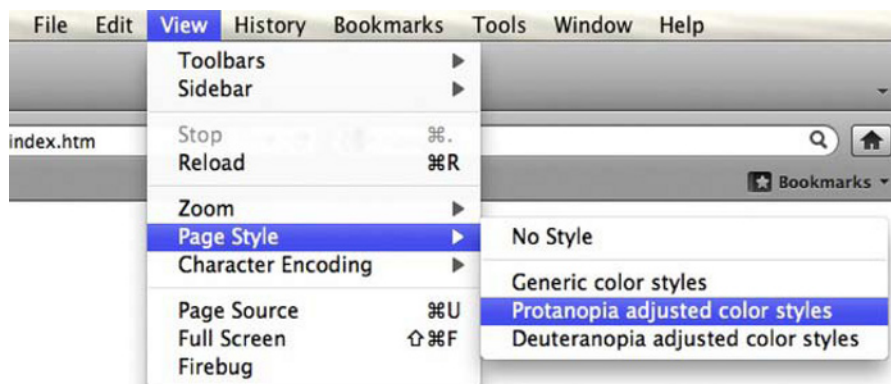 File Edit View History Bookmarks Tools Window Help
Toolbars
Sidebar
Stop ⌘.
Reload ⌘R
index.htm
Bookmarks
Zoom
Page Style
Character Encoding
Page Source ⌘U
Full Screen ⇧⌘F
Firebug
No Style
Generic color styles
Protanopia adjusted color styles
Deuteranopia adjusted color styles